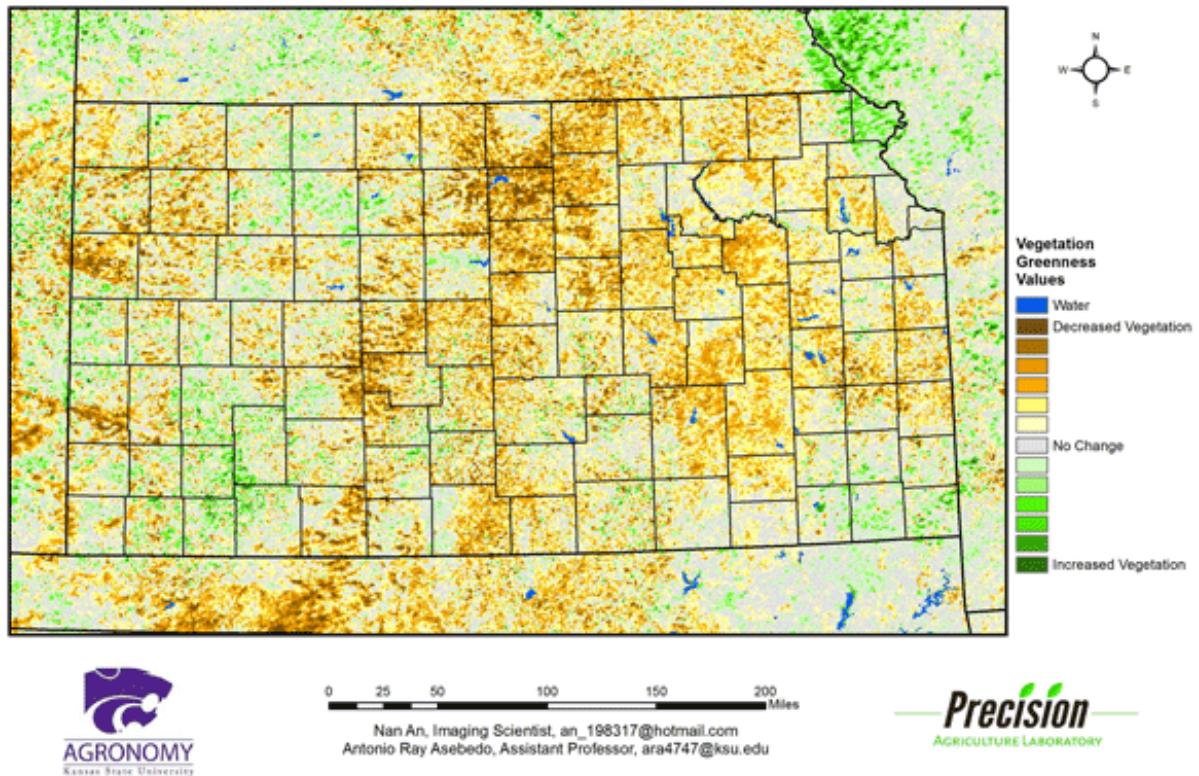 N
W
E
S
Vegetation
Greenness
Values
Water
Decreased Vegetation
No Change
Increased Vegetation
0 25 50 100 150 200
Miles
Nan An, Imaging Scientist, an_198317@hotmail.com
Antonio Ray Asebedo, Assistant Professor, ara4747@ksu.edu
AGRONOMY
Kansas State University
Precision
AGRICULTURE LABORATORY